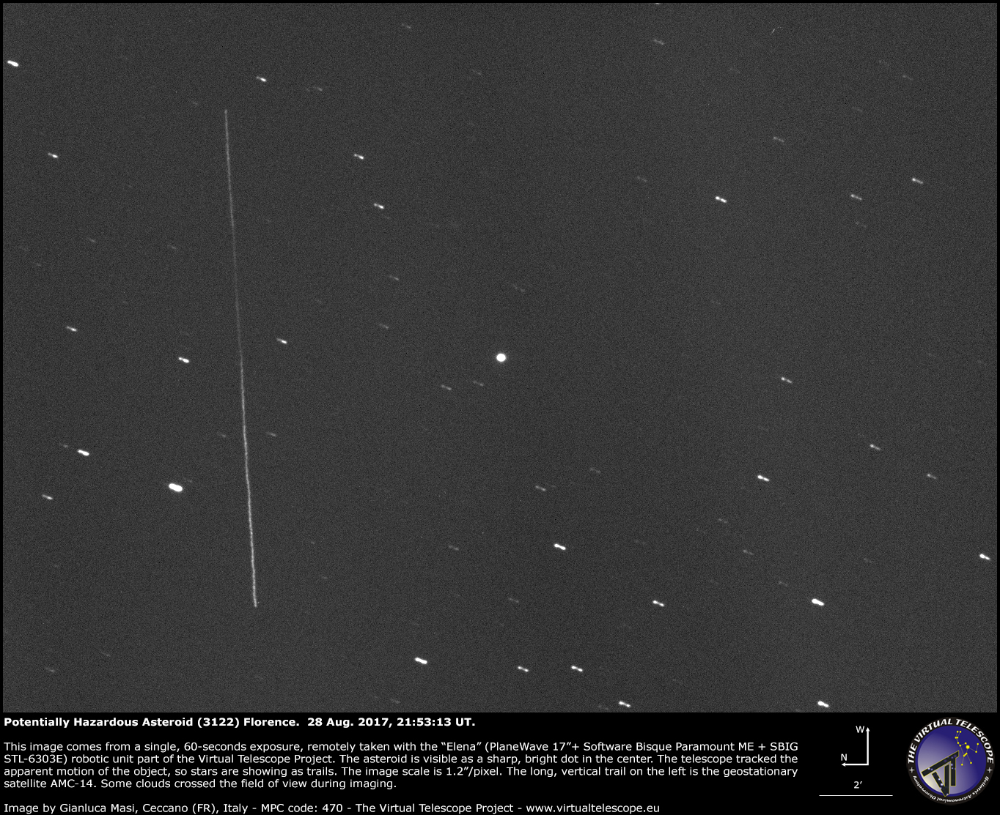 Potentially Hazardous Asteroid (3122) Florence.  28 Aug. 2017, 21:53:13 UT.
This image comes from a single, 60-seconds exposure, remotely taken with the “Elena” (PlaneWave 17”+ Software Bisque Paramount ME + SBIG
STL-6303E) robotic unit part of the Virtual Telescope Project. The asteroid is visible as a sharp, bright dot in the center. The telescope tracked the
apparent motion of the object, so stars are showing as trails. The image scale is 1.2”/pixel. The long, vertical trail on the left is the geostationary
satellite AMC-14. Some clouds crossed the field of view during imaging.
Image by Gianluca Masi, Ceccano (FR), Italy - MPC code: 470 - The Virtual Telescope Project - www.virtualtelescope.eu
W
N
2’
THE VIRTUAL TELESCOPE
Bellatrix Astronomical Observatory